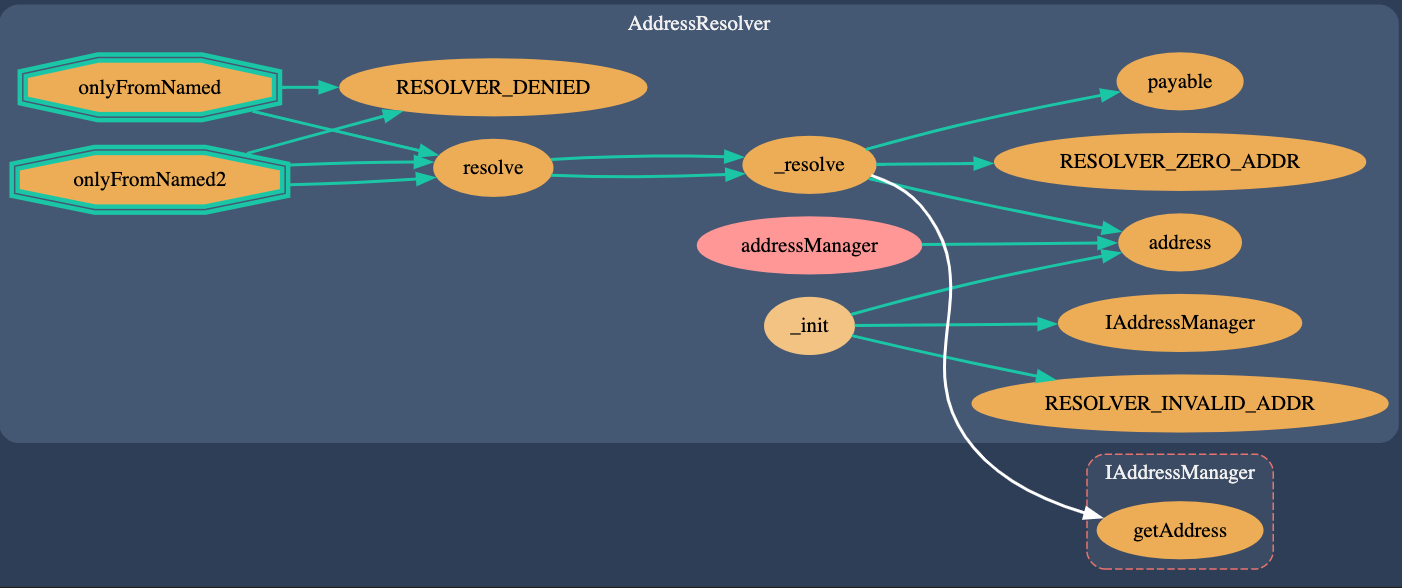 AddressResolver
onlyFromNamed
RESOLVER_DENIED
payable
onlyFromNamed2
resolve
_resolve
RESOLVER_ZERO_ADDR
addressManager
address
_init
IAddressManager
RESOLVER_INVALID_ADDR
IAddressManager
getAddress